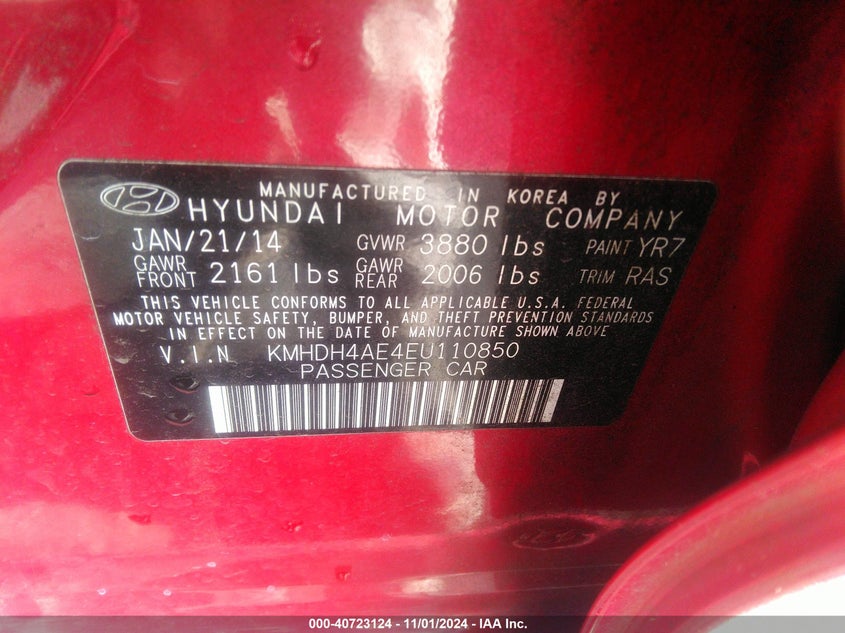 MANUFACTURED IN KOREA BY
HYUNDAI MOTOR COMPANY
JAN/21/14 GVWR 3880 lbs PAINT YR7
GAWR FRONT 2161 lbs GAWR REAR 2006 lbs TRIM RAS
THIS VEHICLE CONFORMS TO ALL APPLICABLE U.S.A. FEDERAL
MOTOR VEHICLE SAFETY, BUMPER, AND THEFT PREVENTION STANDARDS
IN EFFECT ON THE DATE OF MANUFACTURE SHOWN ABOVE
V.I.N KMHDH4AE4EU110850
PASSENGER CAR
000-40723124 - 11/01/2024 - IAA Inc.